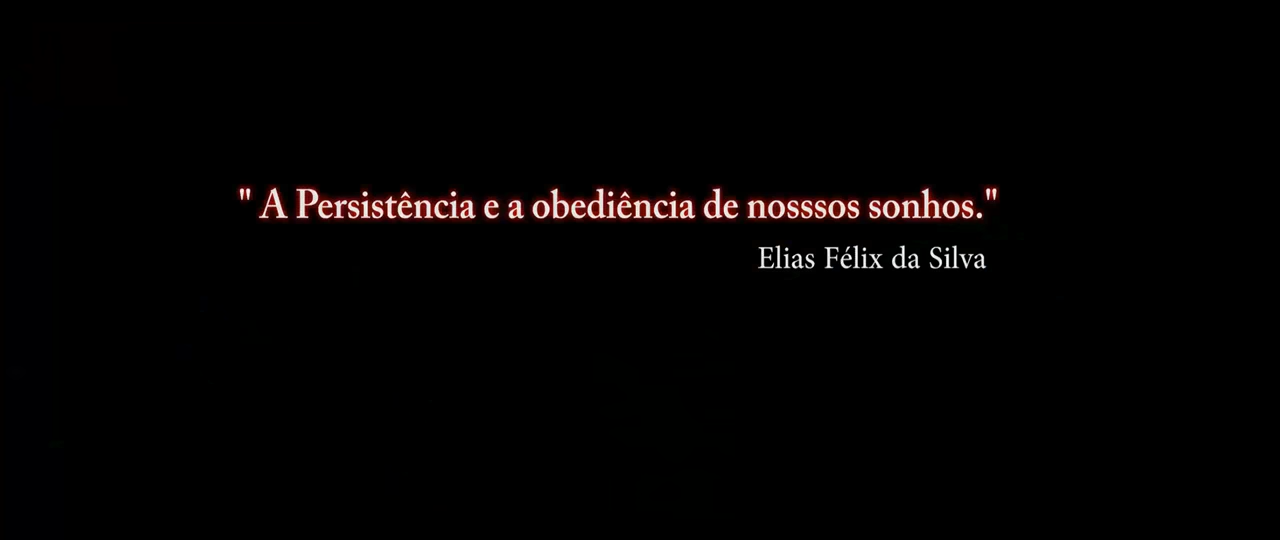 " A Persistência e a obediência de nosssos sonhos."
Elias Félix da Silva